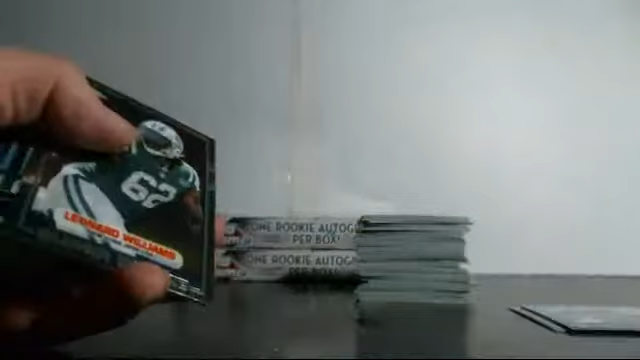 62
LEONARD WILLIAMS
ONE ROOKIE AUTOG
PER BOX!
ONE ROOKIE AUTOG
PER BOX!